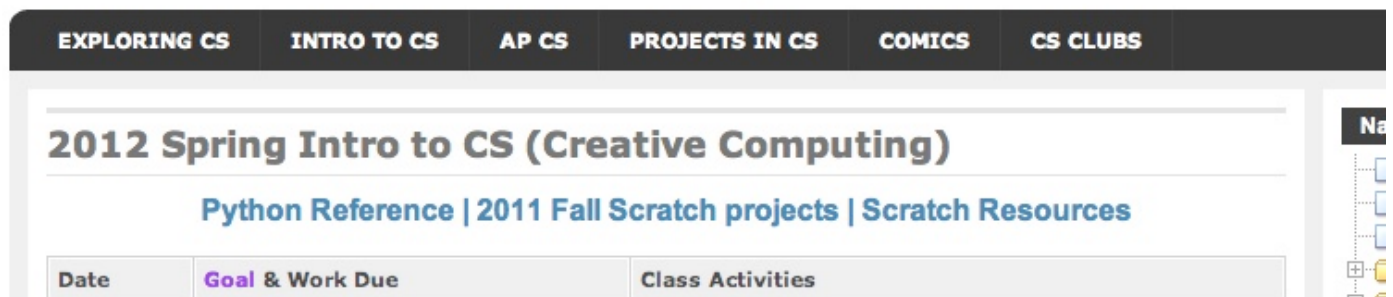 EXPLORING CS INTRO TO CS AP CS PROJECTS IN CS COMICS CS CLUBS
2012 Spring Intro to CS (Creative Computing)
Python Reference | 2011 Fall Scratch projects | Scratch Resources
Date Goal & Work Due Class Activities